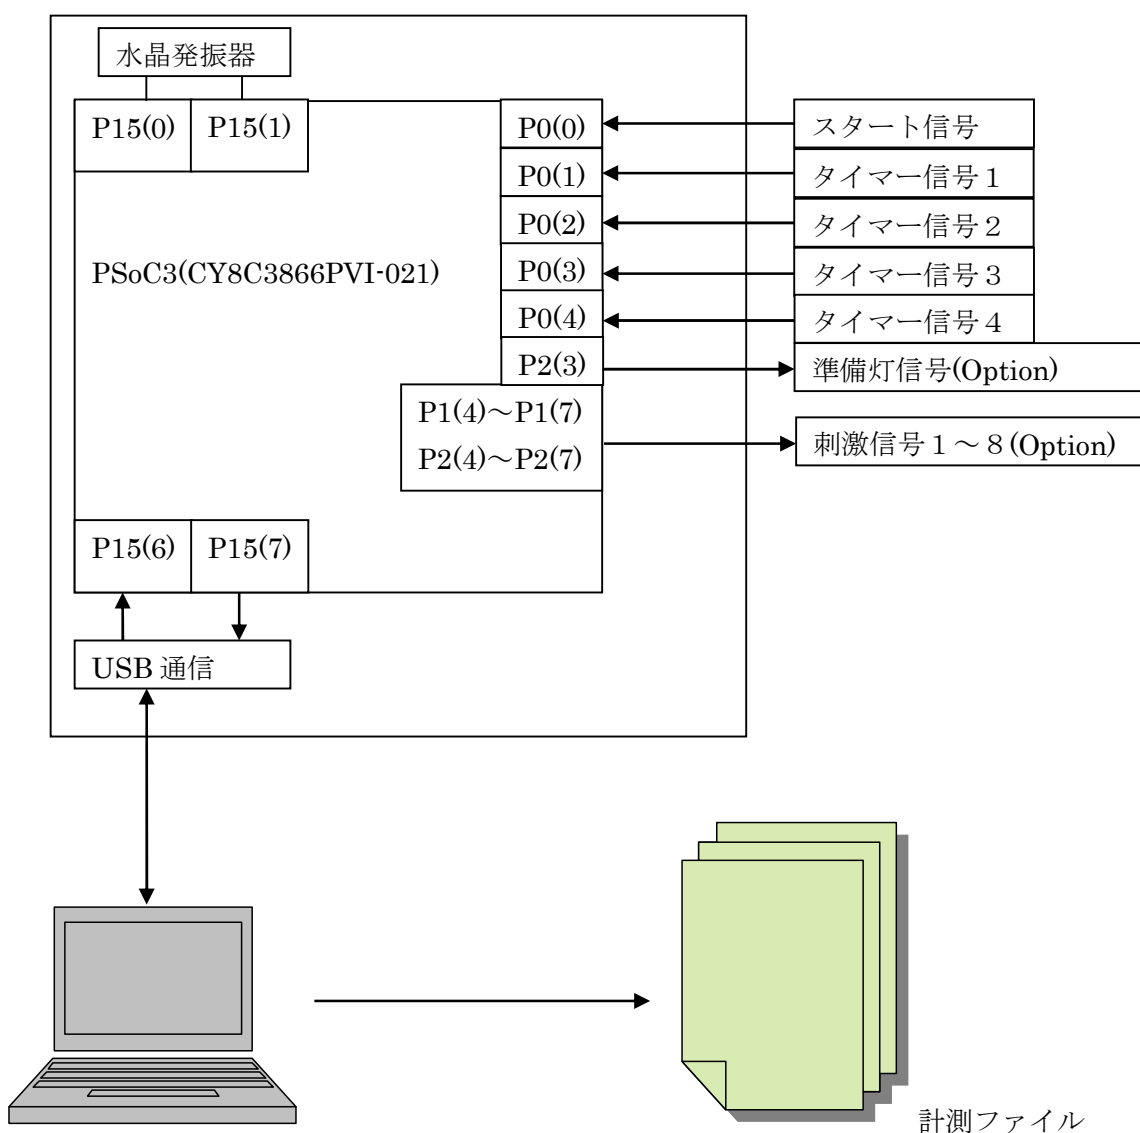 水晶発振器
P15(0)
P15(1)
P0(0)
スタート信号
P0(1)
タイマー信号１
P0(2)
タイマー信号２
PSoC3(CY8C3866PVI-021)
P0(3)
タイマー信号３
P0(4)
タイマー信号４
P2(3)
準備灯信号(Option)
P1(4)～P1(7)
P2(4)～P2(7)
刺激信号１～８(Option)
P15(6)
P15(7)
USB 通信
計測ファイル